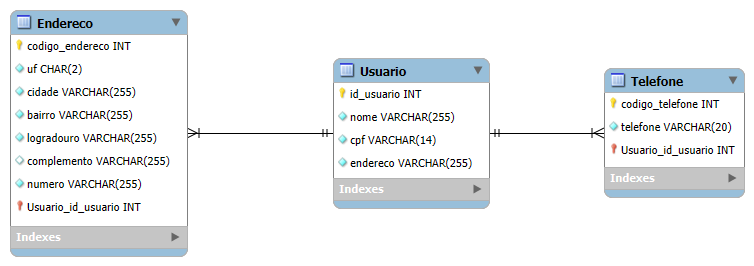 Endereco
codigo_endereco INT
uf CHAR(2)
cidade VARCHAR(255)
bairro VARCHAR(255)
logradouro VARCHAR(255)
complemento VARCHAR(255)
numero VARCHAR(255)
Usuario_id_usuario INT
Indexes
Usuario
id_usuario INT
nome VARCHAR(255)
cpf VARCHAR(14)
endereco VARCHAR(255)
Indexes
Telefone
codigo_telefone INT
telefone VARCHAR(20)
Usuario_id_usuario INT
Indexes